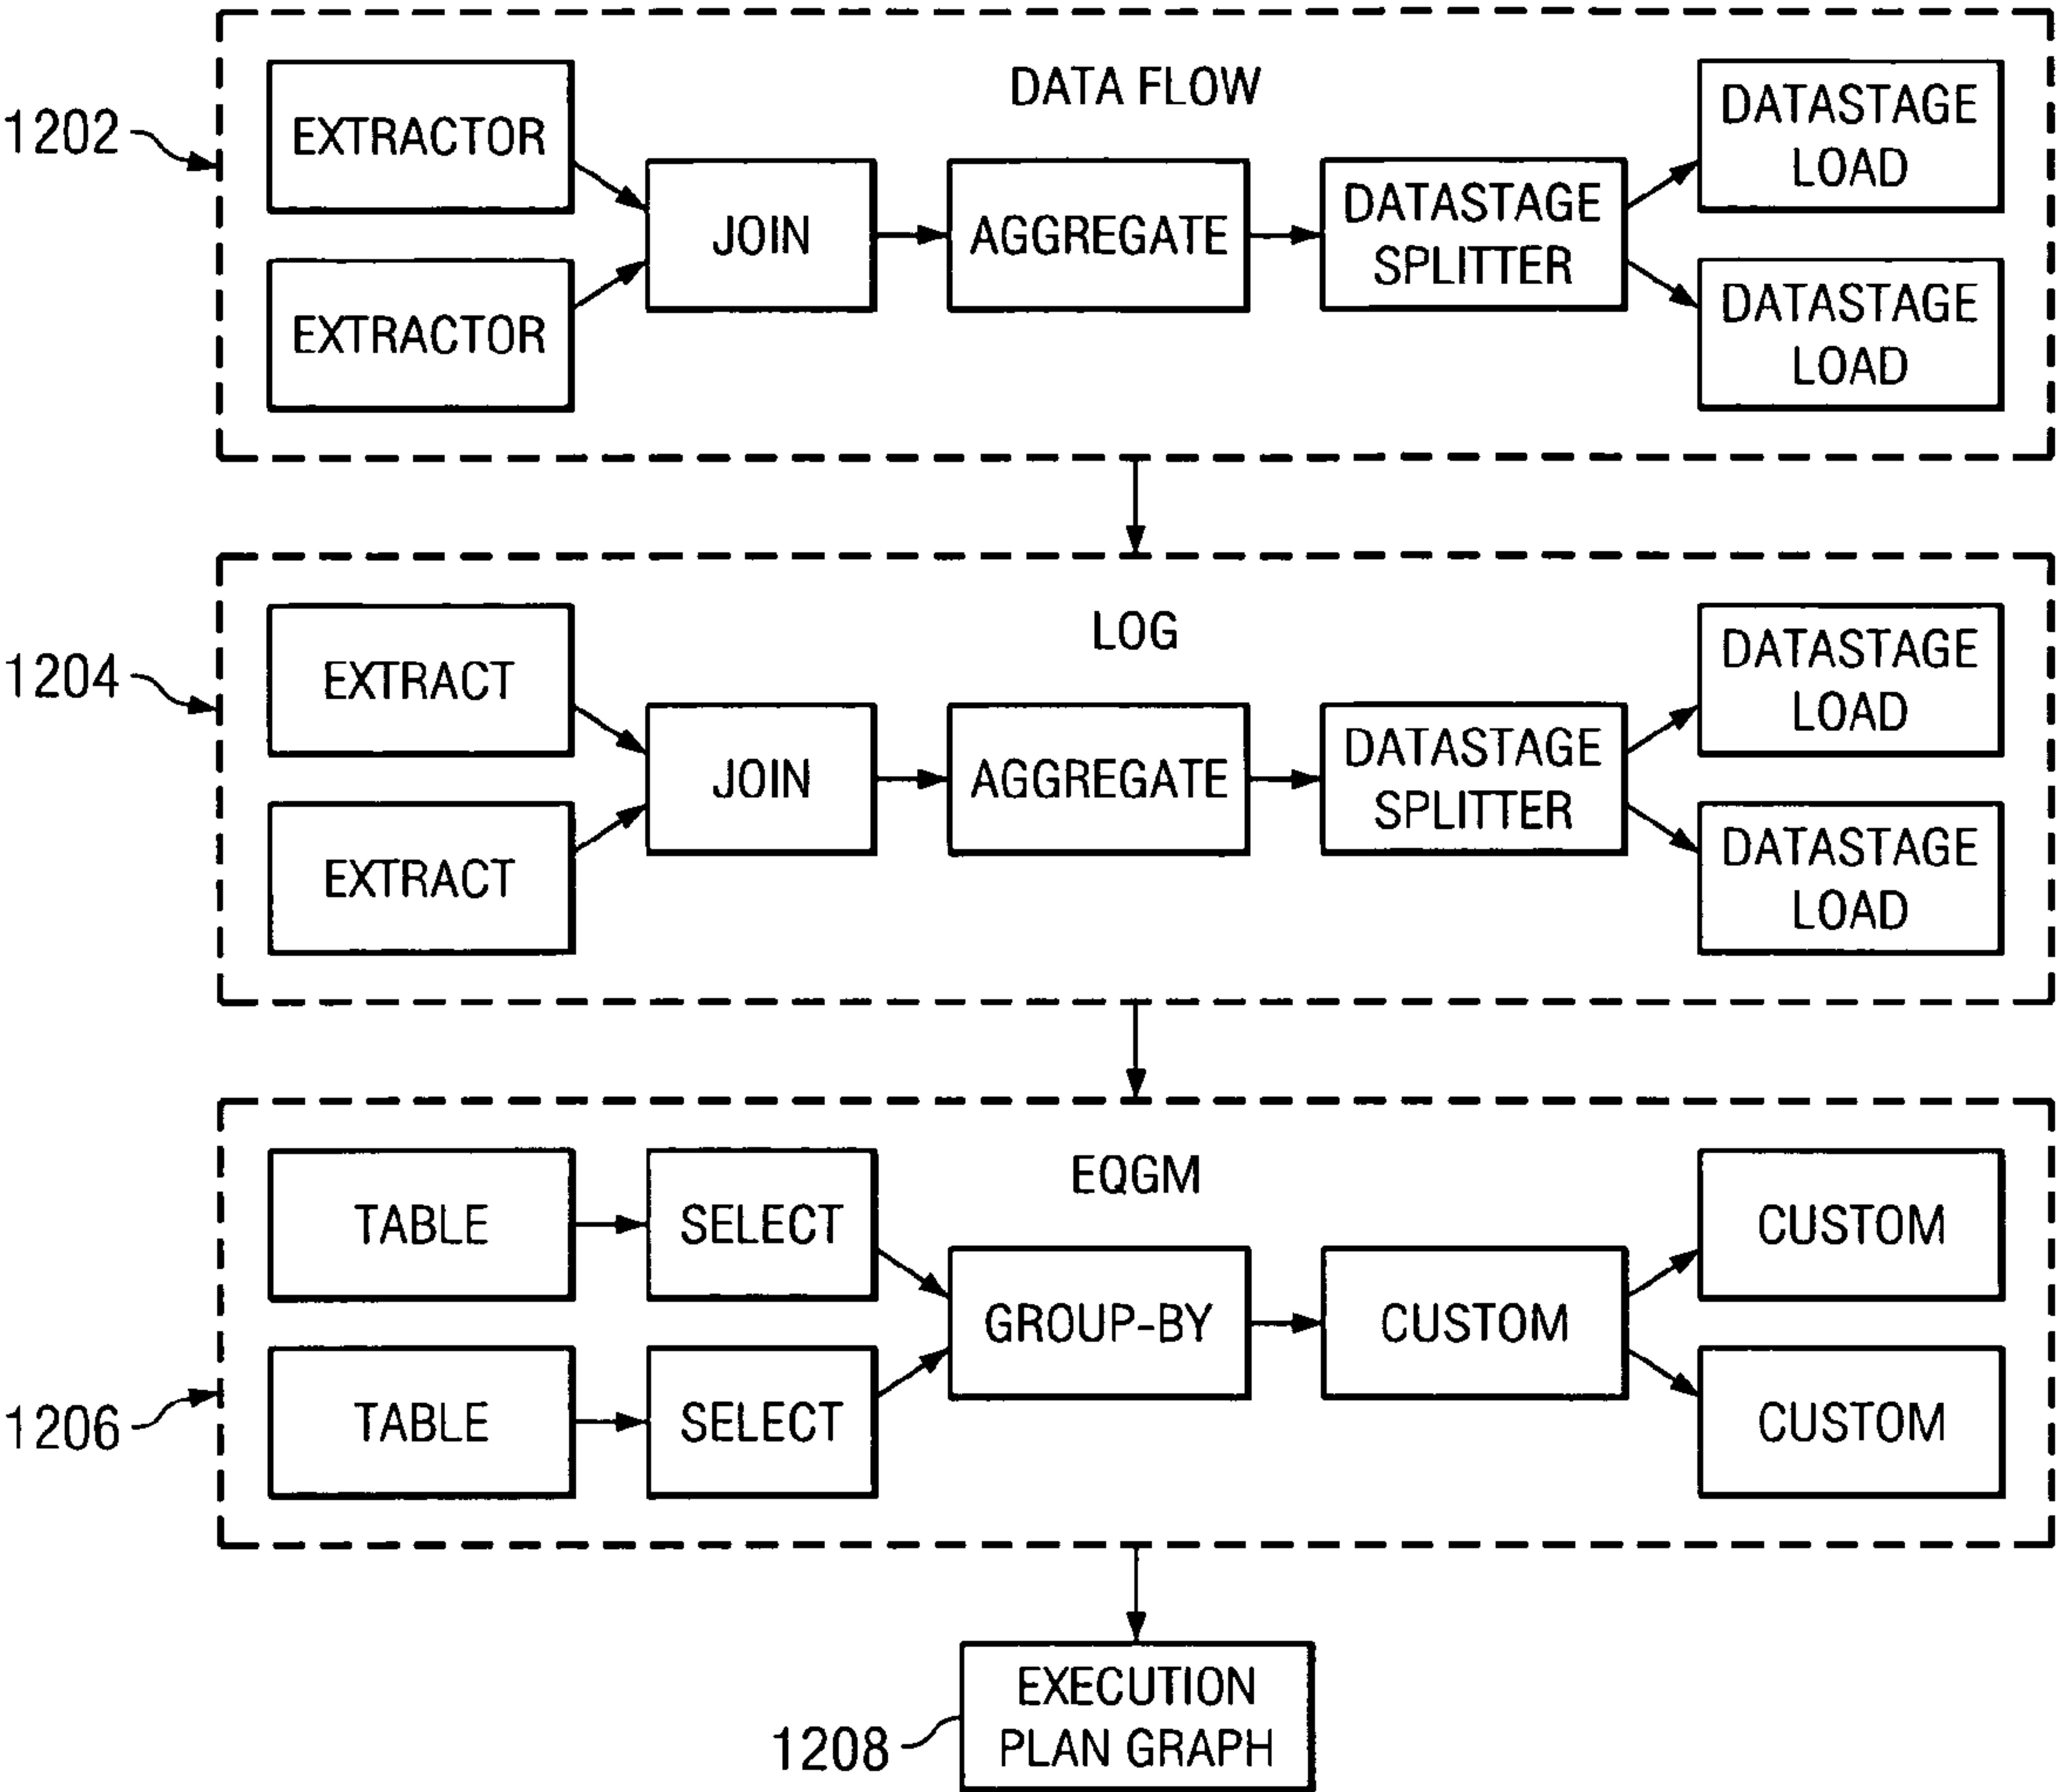 DATA FLOW
1202
EXTRACTOR
EXTRACTOR
JOIN
AGGREGATE
DATASTAGE
SPLITTER
DATASTAGE
LOAD
DATASTAGE
LOAD
LOG
1204
EXTRACT
EXTRACT
JOIN
AGGREGATE
DATASTAGE
SPLITTER
DATASTAGE
LOAD
DATASTAGE
LOAD
EQGM
1206
TABLE
SELECT
TABLE
SELECT
GROUP-BY
CUSTOM
CUSTOM
CUSTOM
1208
EXECUTION
PLAN GRAPH